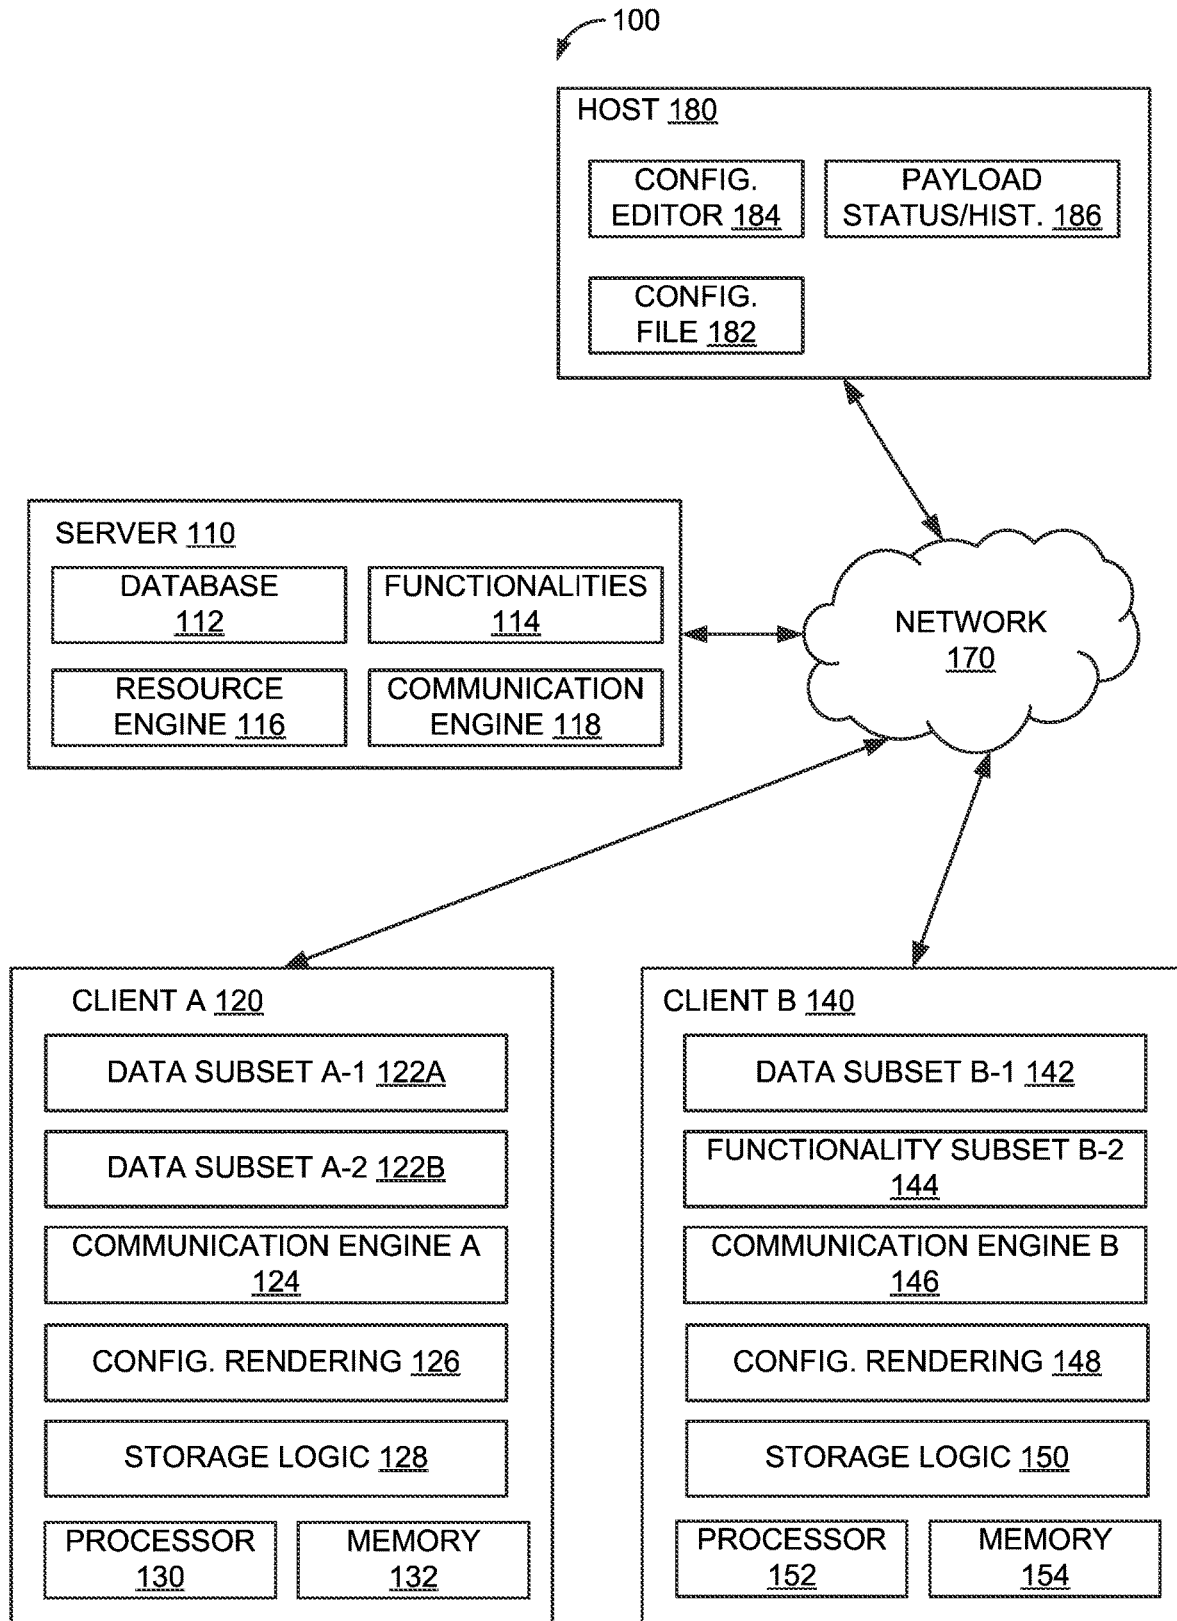 100
HOST 180
CONFIG.
EDITOR 184
PAYLOAD
STATUS/HIST. 186
CONFIG.
FILE 182
SERVER 110
DATABASE
112
FUNCTIONALITIES
114
RESOURCE
ENGINE 116
COMMUNICATION
ENGINE 118
NETWORK
170
CLIENT A 120
DATA SUBSET A-1 122A
DATA SUBSET A-2 122B
COMMUNICATION ENGINE A
124
CONFIG. RENDERING 126
STORAGE LOGIC 128
PROCESSOR
130
MEMORY
132
CLIENT B 140
DATA SUBSET B-1 142
FUNCTIONALITY SUBSET B-2
144
COMMUNICATION ENGINE B
146
CONFIG. RENDERING 148
STORAGE LOGIC 150
PROCESSOR
152
MEMORY
154